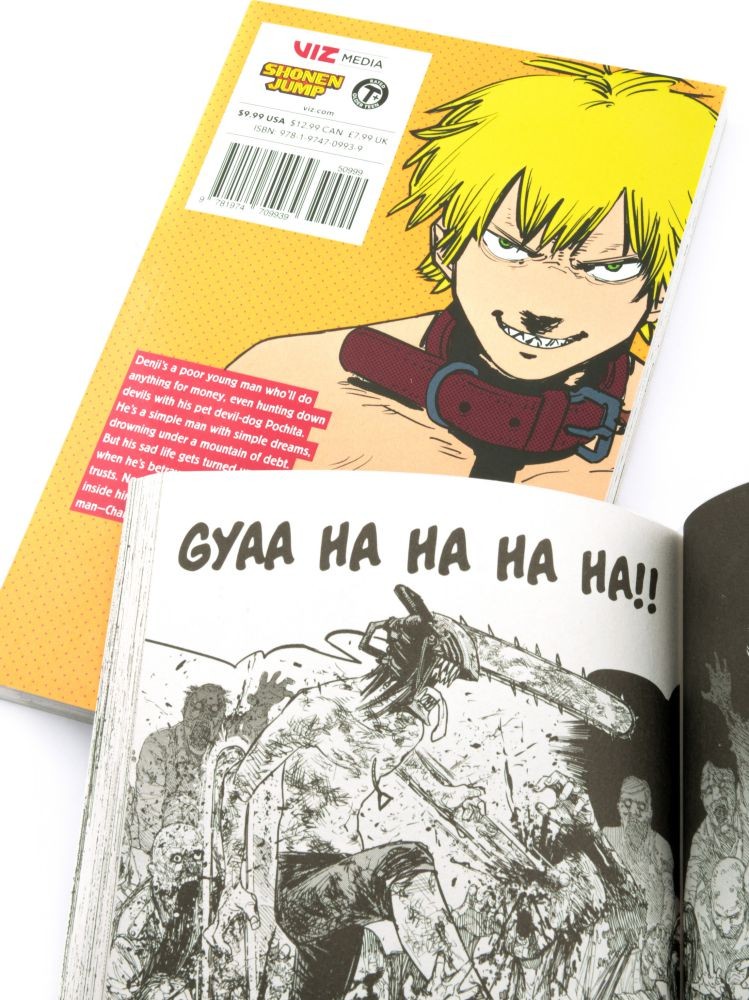 VIZ MEDIA
SHONEN
JUMP
RATED
T+
OLDER TEEN
viz.com
$9.99 USA $12.99 CAN £7.99 UK
ISBN: 978-1-9747-0993-9
50999
9 781974 709939
Denji's a poor young man who'll do
anything for money, even hunting down
devils with his pet devil-dog Pochita.
He's a simple man with simple dreams,
drowning under a mountain of debt.
But his sad life gets turned
when he's
trusts.
inside
man—
GYAA HA HA HA HA!!